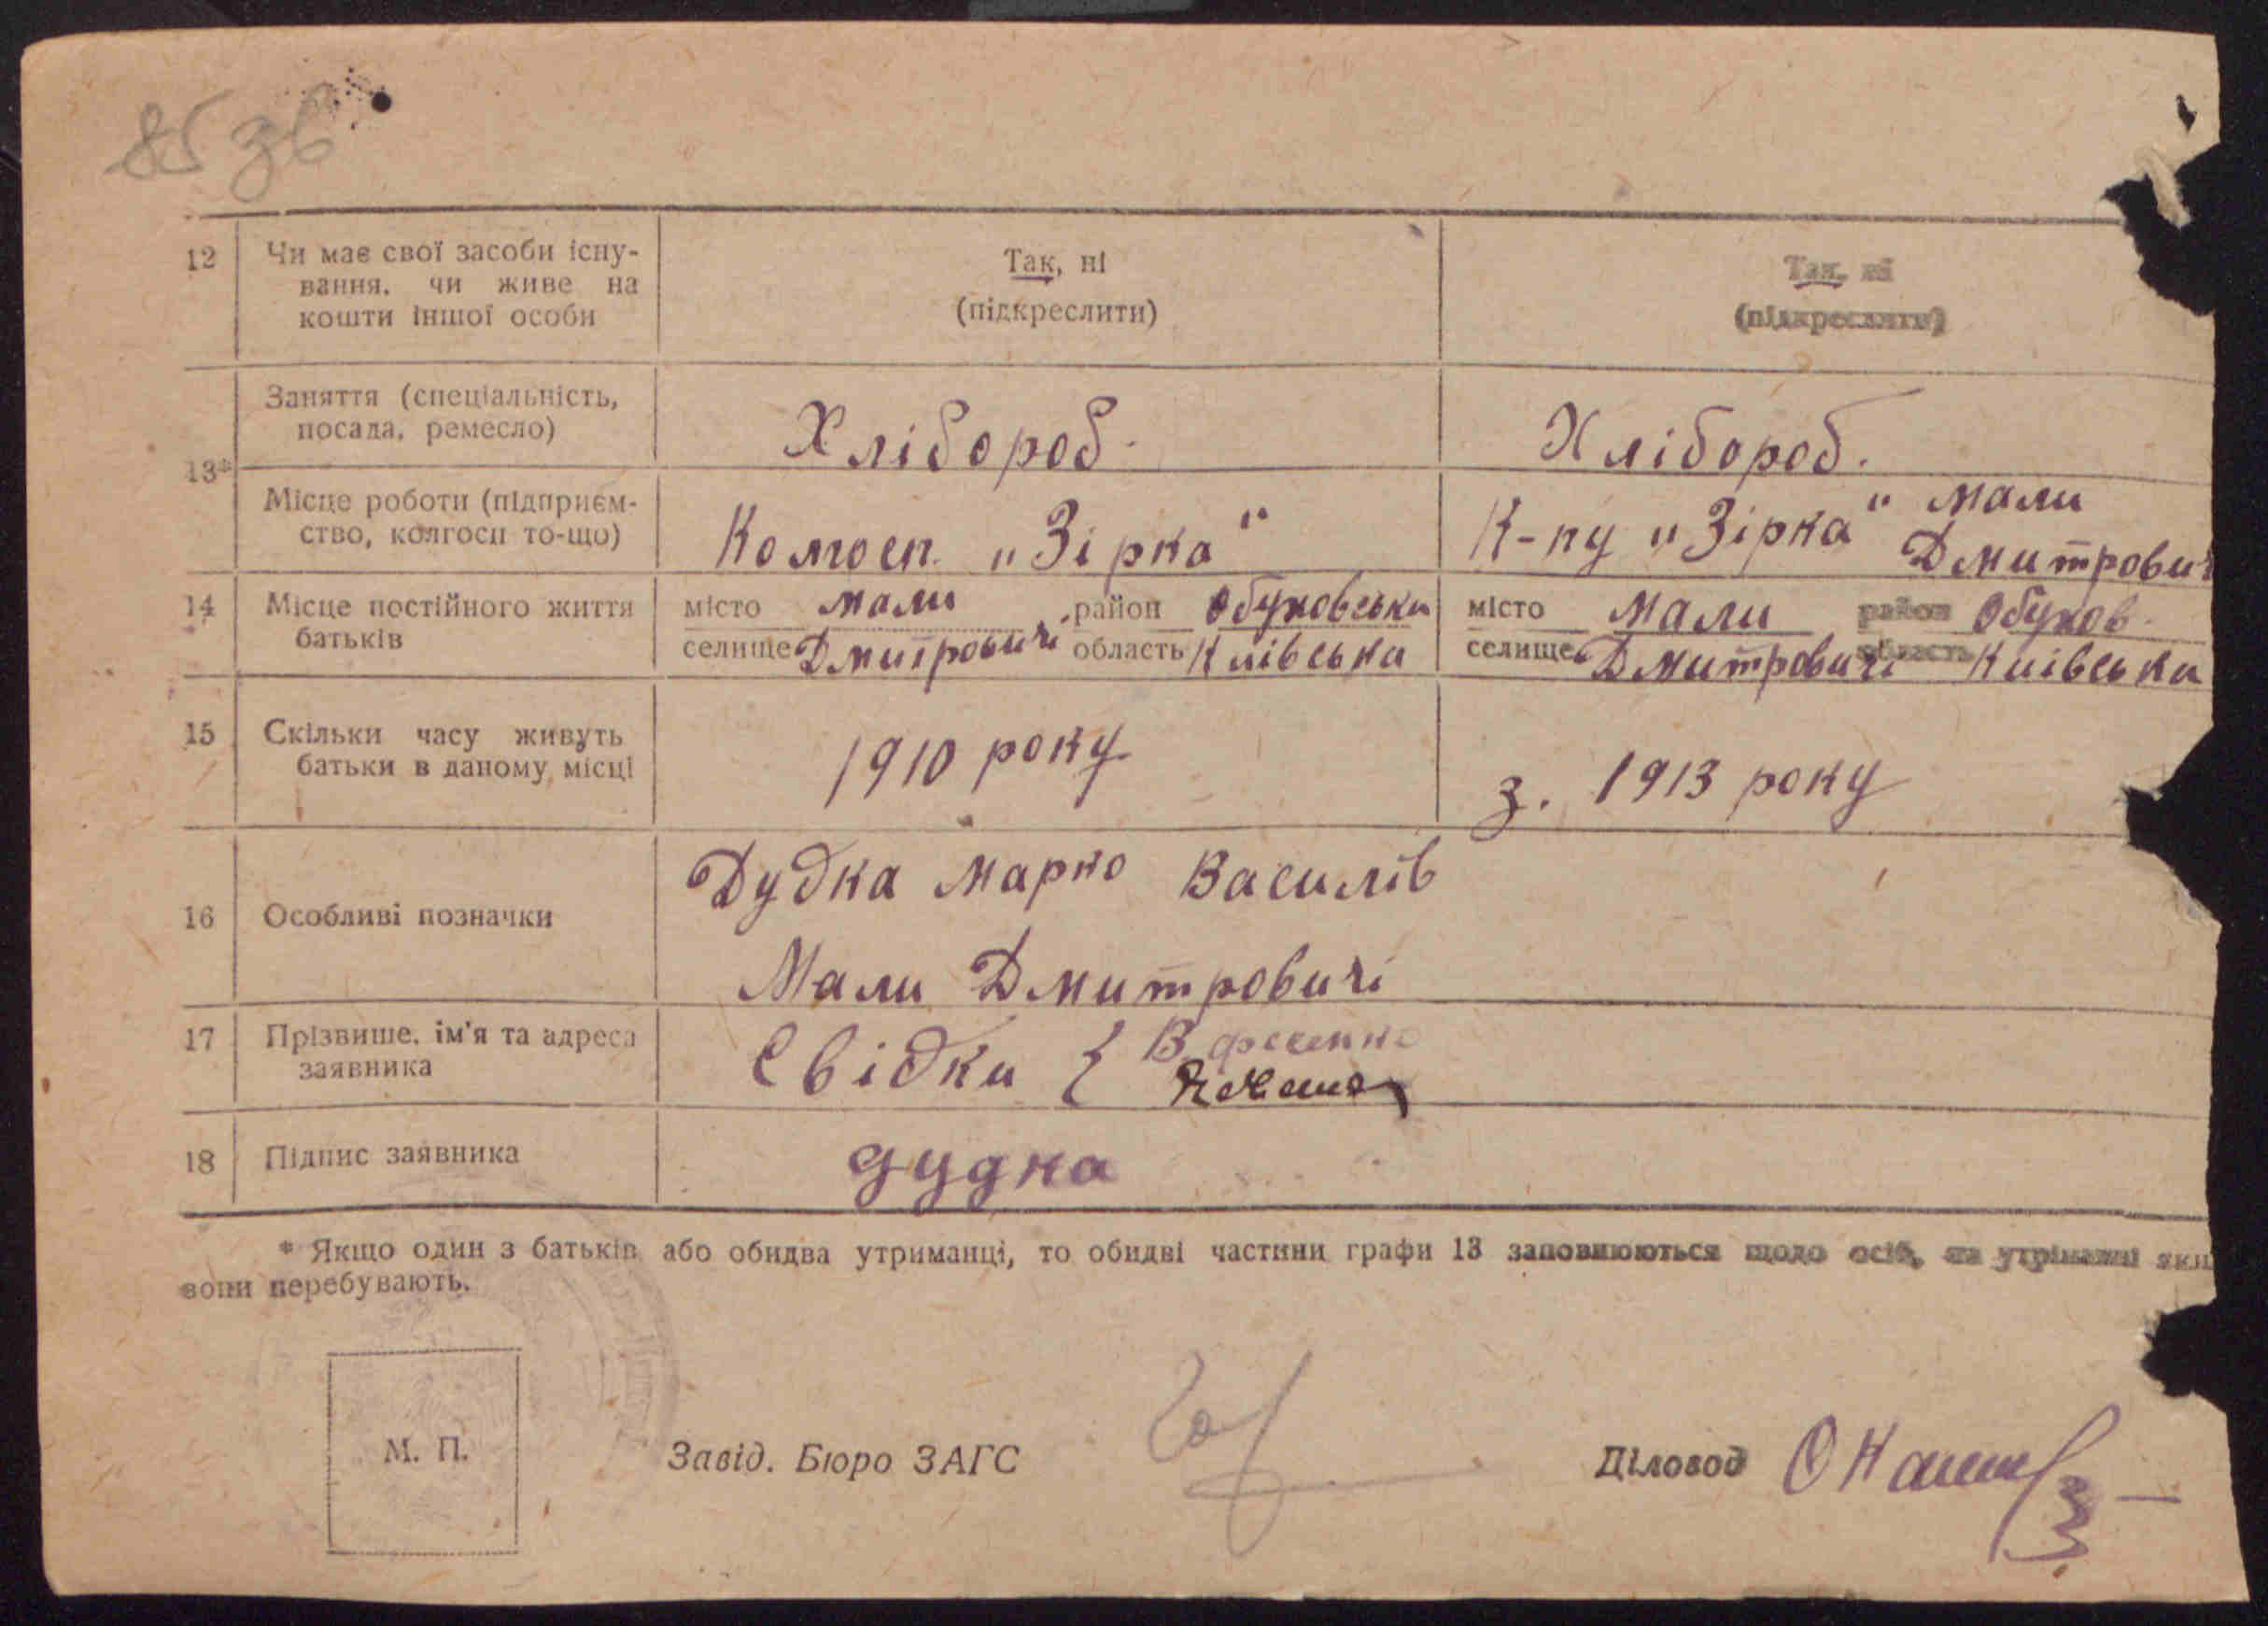 85 зв
12 Чи має свої засоби існу- Так, ні Так, ні
вання, чи живе на (підкреслити) (підкреслити)
кошти іншої особи
Заняття (спеціальність, Хлібороб. Хлібороб.
посада, ремесло)
13*
Місце роботи (підприєм- Колгосп. „Зірка" К-пу „Зірка" Мали
ство, колгосп то-що) Дмитрович
14 Місце постійного життя місто Мали район Обуховськи місто Мали район Обухов.
батьків селище Дмитровичі область Киівська селище Дмитровичі область Киівська
15 Скільки часу живуть 1910 року з. 1913 року
батьки в даному місці
Дудка Марко Василів
16 Особливі позначки
Мали Дмитровичі
17 Прізвище, ім'я та адреса Свідки {
заявника
18 Підпис заявника дудка
* Якщо один з батьків або обидва утриманці, то обидві частини графи 13 заповнюються щодо осіб, на утріманні яких
вони перебувають.
М. П. Завід. Бюро ЗАГС Діловод